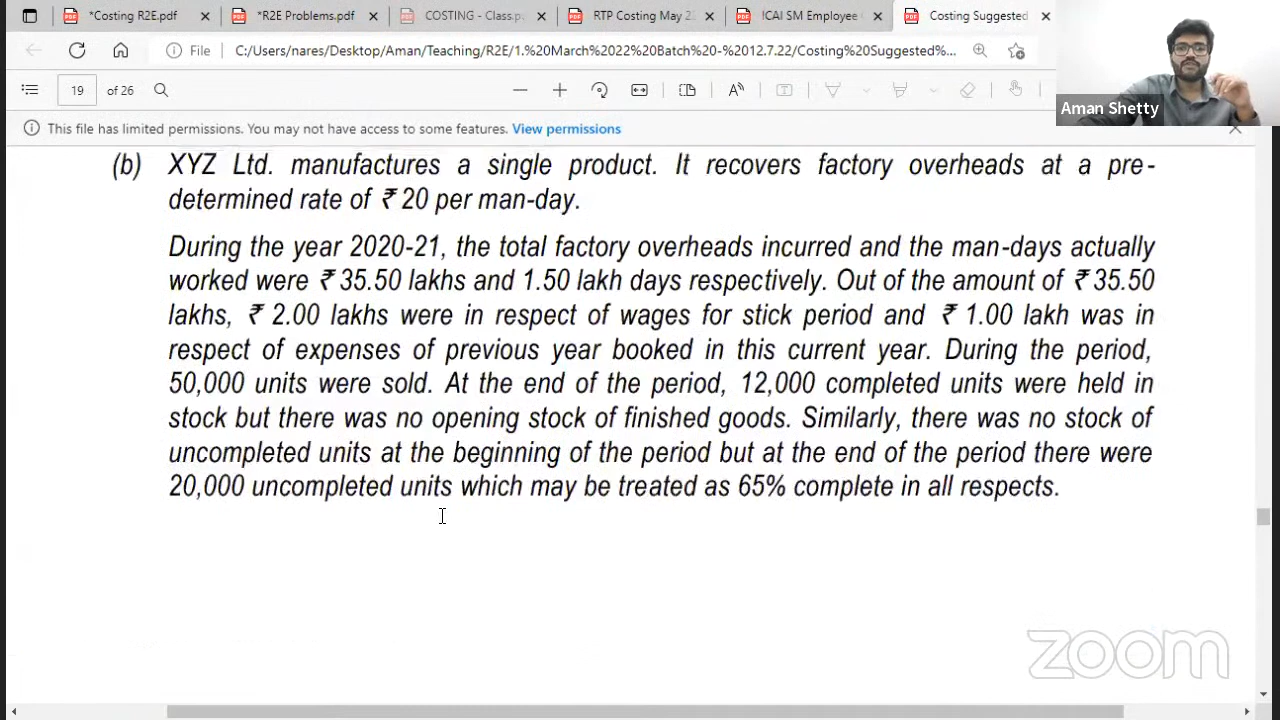 *Costing R2E.pdf
*R2E Problems.pdf
COSTING - Class.p
RTP Costing May 2
ICAI SM Employee
Costing Suggested
File
C:/Users/nares/Desktop/Aman/Teaching/R2E/1.%20March%2022%20Batch%20-%2012.7.22/Costing%20Suggested%...
19 of 26
Aman Shetty
This file has limited permissions. You may not have access to some features. View permissions
(b) XYZ Ltd. manufactures a single product. It recovers factory overheads at a pre-
determined rate of ₹ 20 per man-day.
During the year 2020-21, the total factory overheads incurred and the man-days actually
worked were ₹ 35.50 lakhs and 1.50 lakh days respectively. Out of the amount of ₹ 35.50
lakhs, ₹ 2.00 lakhs were in respect of wages for stick period and ₹ 1.00 lakh was in
respect of expenses of previous year booked in this current year. During the period,
50,000 units were sold. At the end of the period, 12,000 completed units were held in
stock but there was no opening stock of finished goods. Similarly, there was no stock of
uncompleted units at the beginning of the period but at the end of the period there were
20,000 uncompleted units which may be treated as 65% complete in all respects.
zoom